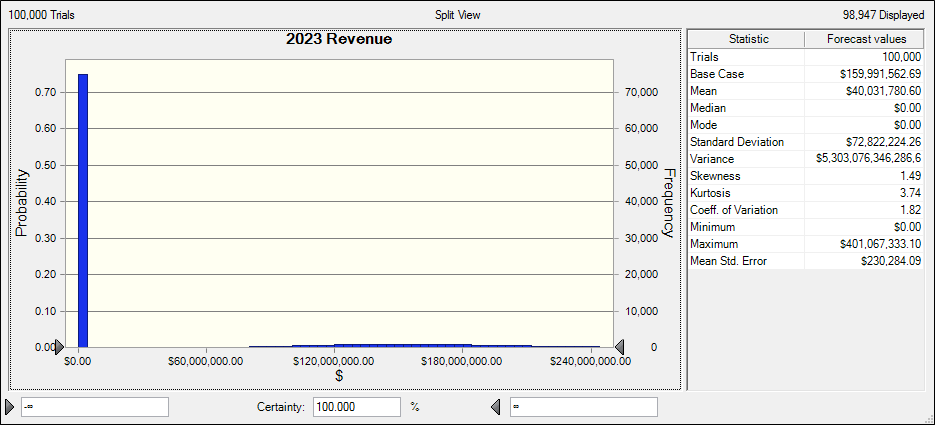 100,000 Trials Split View 98,947 Displayed
2023 Revenue
Probability
0.70
0.60
0.50
0.40
0.30
0.20
0.10
0.00
70,000
60,000
50,000
40,000
30,000
20,000
10,000
0
Frequency
$0.00 $60,000,000.00 $120,000,000.00 $180,000,000.00 $240,000,000.00
$
Statistic Forecast values
Trials 100,000
Base Case $159,991,562.69
Mean $40,031,780.60
Median $0.00
Mode $0.00
Standard Deviation $72,822,224.26
Variance $5,303,076,346,286,6
Skewness 1.49
Kurtosis 3.74
Coeff. of Variation 1.82
Minimum $0.00
Maximum $401,067,333.10
Mean Std. Error $230,284.09
-∞ Certainty: 100.000 % ∞